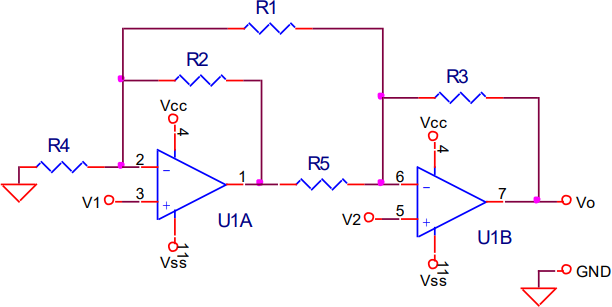 R1
R2
R3
Vcc
4
Vcc
4
R4
2
-
1
R5
6
-
7
V1
3
+
U1A
V2
5
+
U1B
Vo
11
Vss
11
Vss
GND